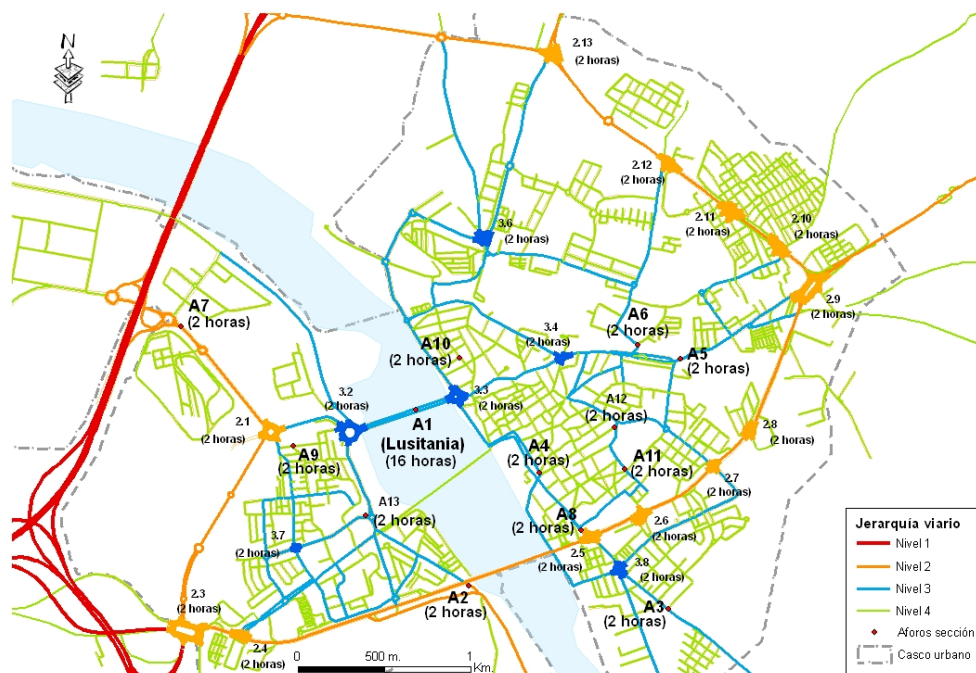 N
2.13
(2 horas)
2.12
(2 horas)
2.11
(2 horas)
2.10
(2 horas)
3.6
(2 horas)
2.9
(2 horas)
A7
(2 horas)
A6
(2 horas)
A10
(2 horas)
3.4
(2 horas)
A5
(2 horas)
3.2
(2 horas)
3.3
(2 horas)
A12
(2 horas)
2.1
(2 horas)
A1
(Lusitania)
(16 horas)
2.8
(2 horas)
A9
(2 horas)
A4
(2 horas)
A11
(2 horas)
2.7
(2 horas)
A13
(2 horas)
A8
(2 horas)
2.6
(2 horas)
3.7
(2 horas)
2.5
(2 horas)
3.8
(2 horas)
2.3
(2 horas)
A2
(2 horas)
A3
(2 horas)
2.4
(2 horas)
0 500 m. 1
Km.
Jerarquía viario
Nivel 1
Nivel 2
Nivel 3
Nivel 4
Aforos sección
Casco urbano